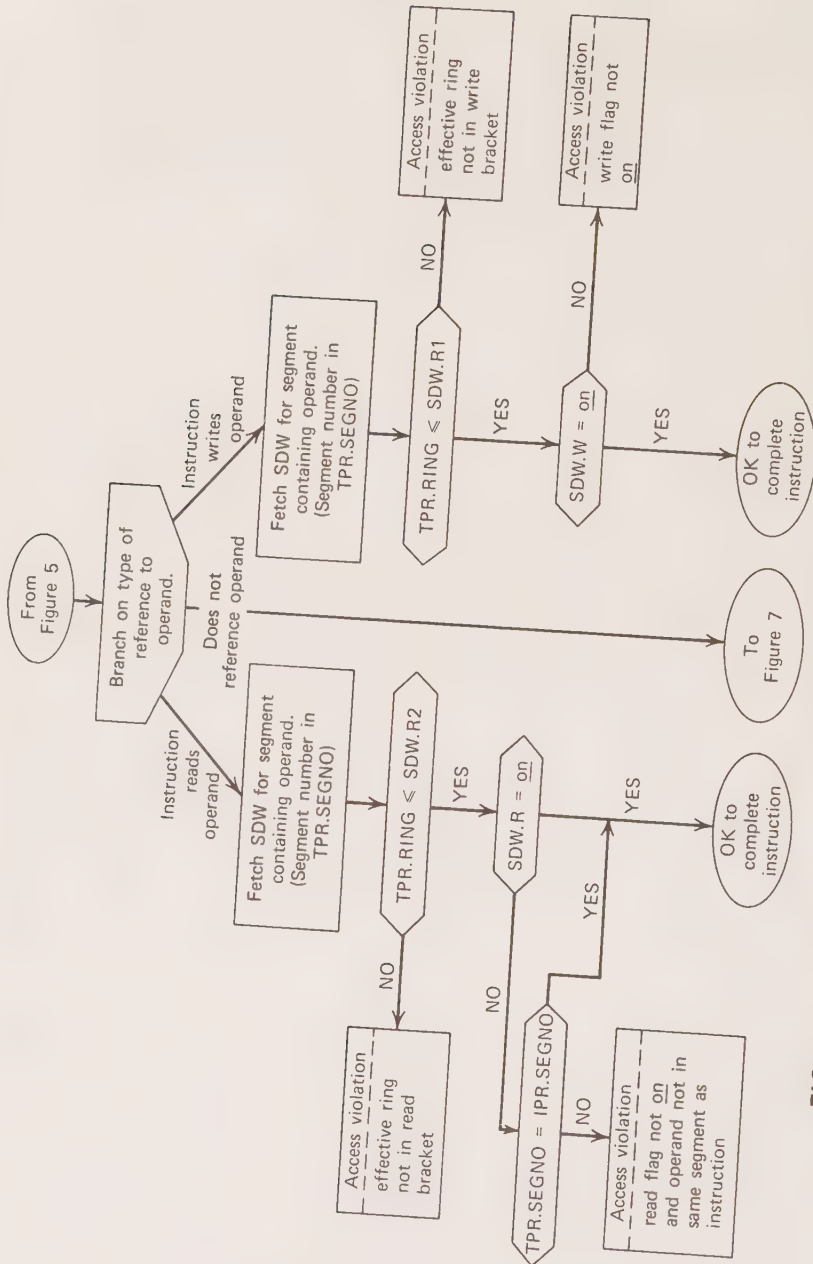 From
Figure 5
Branch on type of
reference to
operand.
Instruction
reads
operand
Does not
reference operand
Instruction
writes
operand
Fetch SDW for segment
containing operand.
(Segment number in
TPR.SEGNO)
TPR.RING ≤ SDW.R2
NO
Access violation
effective ring
not in read
bracket
YES
SDW.R = on
NO
TPR.SEGNO = IPR.SEGNO
YES
NO
Access violation
read flag not on
and operand not in
same segment as
instruction
YES
OK to
complete
instruction
To
Figure 7
Fetch SDW for segment
containing operand.
(Segment number in
TPR.SEGNO)
TPR.RING ≤ SDW.R1
NO
Access violation
effective ring
not in write
bracket
YES
SDW.W = on
NO
Access violation
write flag not
on
YES
OK to
complete
instruction